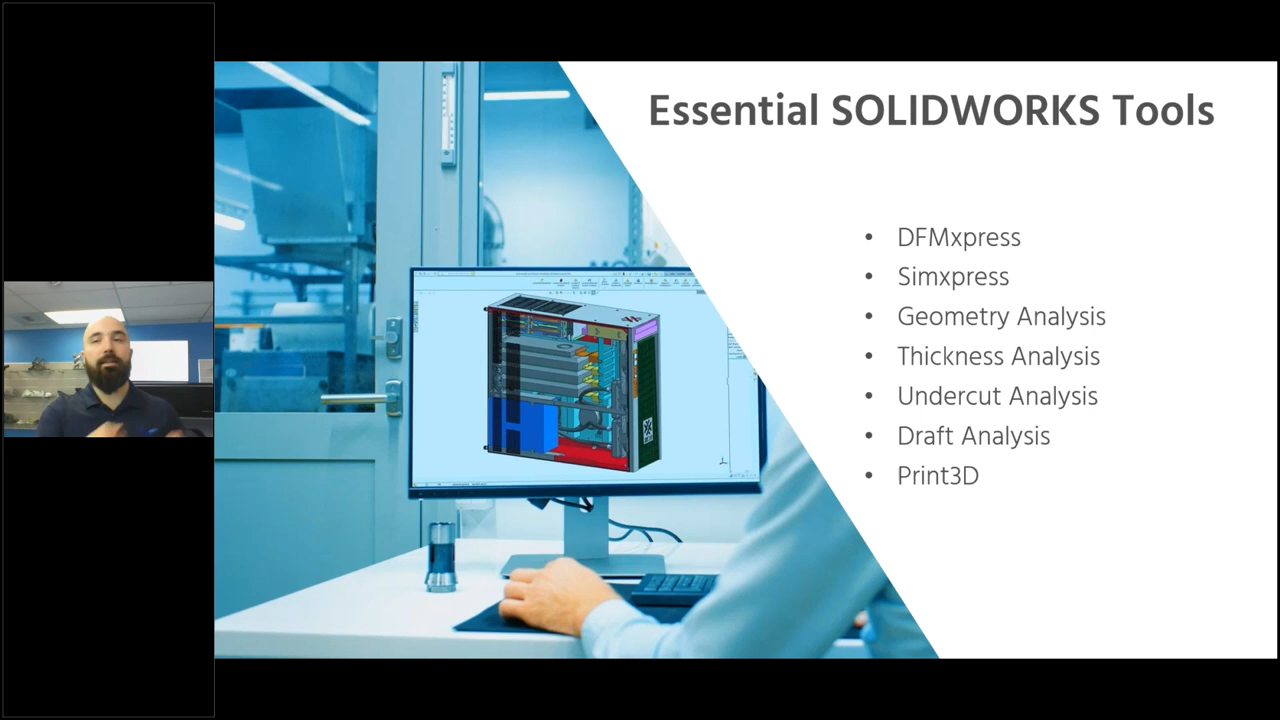 Essential SOLIDWORKS Tools
• DFMxpress
• Simxpress
• Geometry Analysis
• Thickness Analysis
• Undercut Analysis
• Draft Analysis
• Print3D